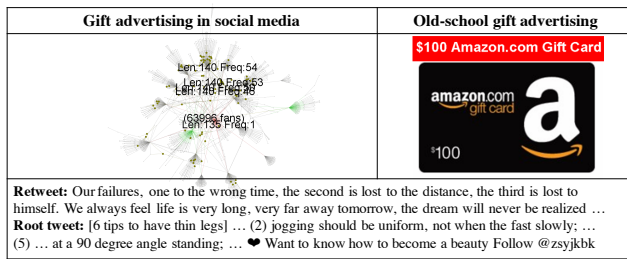 Gift advertising in social media
Old-school gift advertising
Len:140 Freq:54
Len:140 Freq:53
Len:140 Freq:46
(63996 fans)
Len:135 Freq:1
$100 Amazon.com Gift Card
amazon.com
gift card
a
$100
Retweet: Our failures, one to the wrong time, the second is lost to the distance, the third is lost to
himself. We always feel life is very long, very far away tomorrow, the dream will never be realized …
Root tweet: [6 tips to have thin legs] … (2) jogging should be uniform, not when the fast slowly; …
(5) … at a 90 degree angle standing; … ❤ Want to know how to become a beauty Follow @zsyjkbk